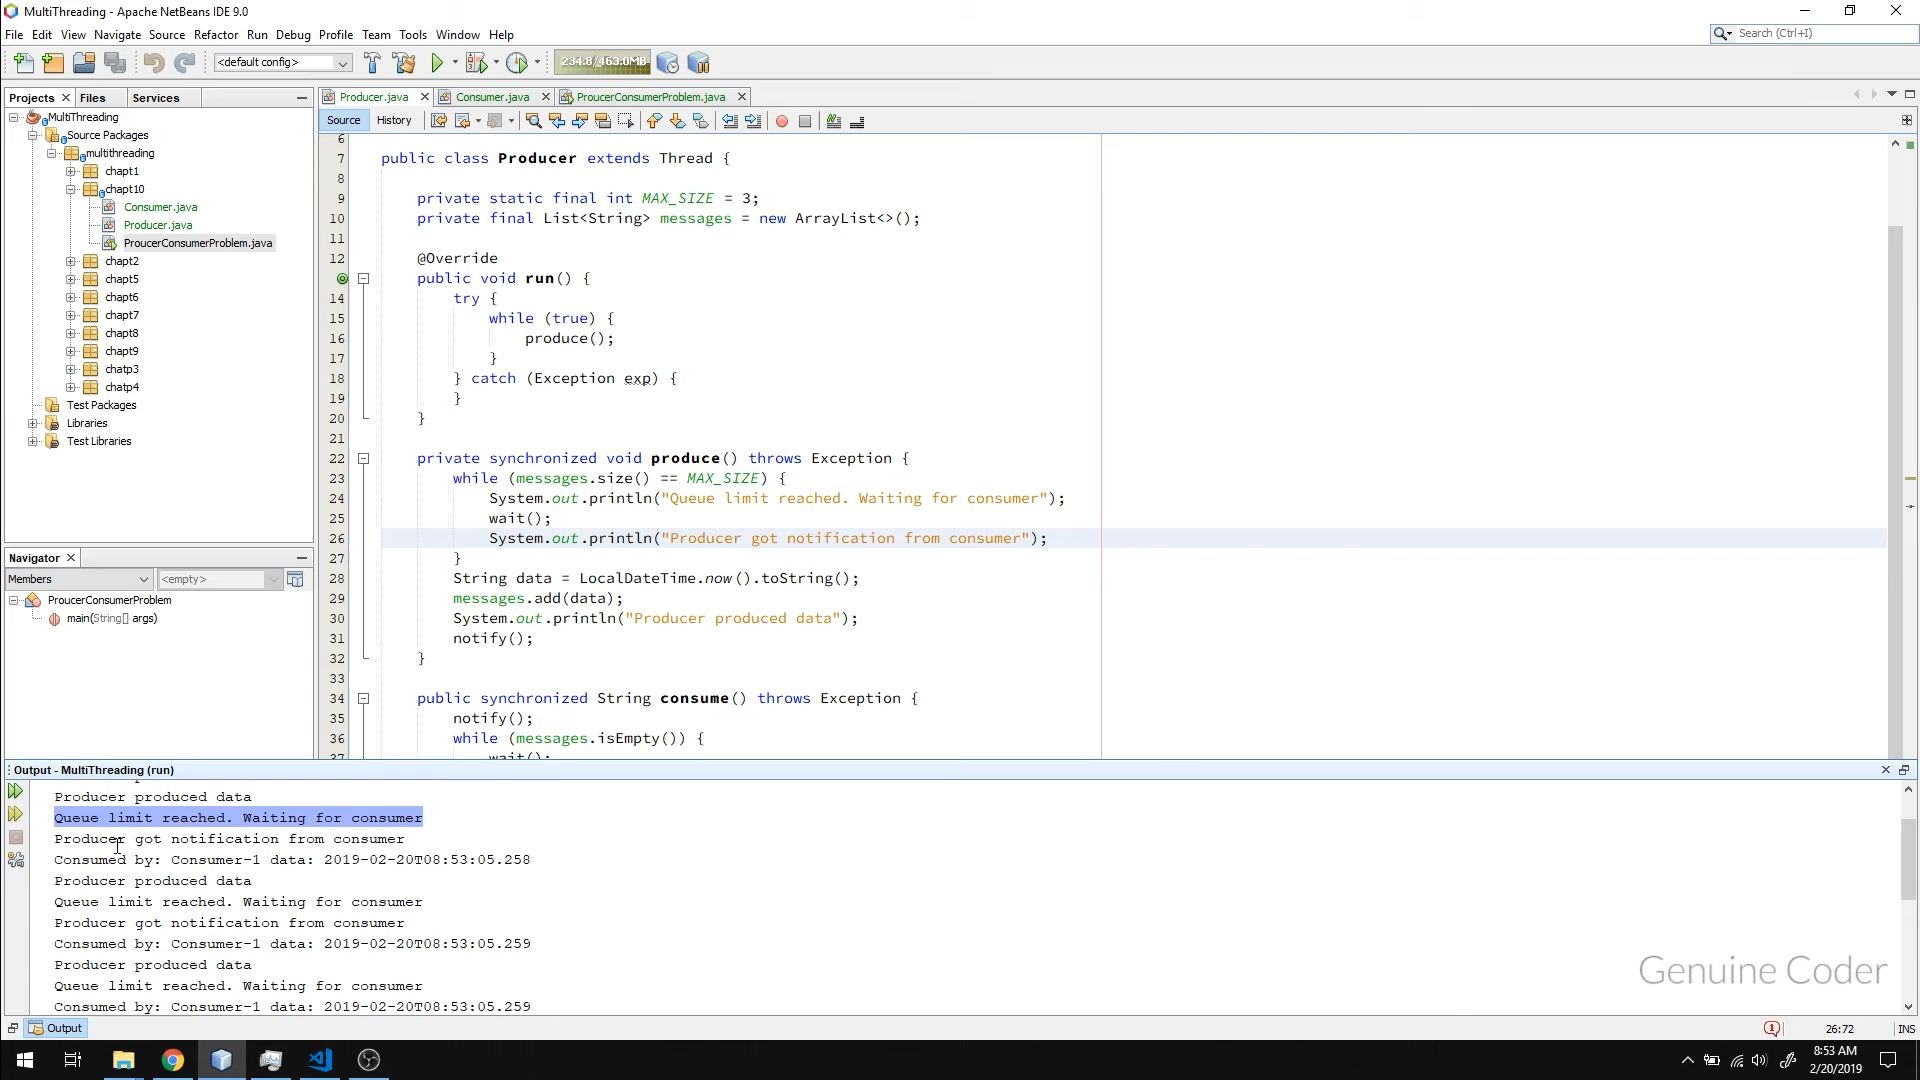 MultiThreading - Apache NetBeans IDE 9.0
File Edit View Navigate Source Refactor Run Debug Profile Team Tools Window Help
Search (Ctrl+I)
<default config>
234.8/463.0MB
Projects Files Services
Producer.java Consumer.java ProucerConsumerProblem.java
Source History
MultiThreading
Source Packages
multithreading
chapt1
chapt10
Consumer.java
Producer.java
ProucerConsumerProblem.java
chapt2
chapt5
chapt6
chapt7
chapt8
chapt9
chatp3
chatp4
Test Packages
Libraries
Test Libraries
Navigator
Members <empty>
ProucerConsumerProblem
main(String[] args)
6
7 public class Producer extends Thread {
8
9 private static final int MAX_SIZE = 3;
10 private final List<String> messages = new ArrayList<>();
11
12 @Override
public void run() {
14 try {
15 while (true) {
16 produce();
17 }
18 } catch (Exception exp) {
19 }
20 }
21
22 private synchronized void produce() throws Exception {
23 while (messages.size() == MAX_SIZE) {
24 System.out.println("Queue limit reached. Waiting for consumer");
25 wait();
26 System.out.println("Producer got notification from consumer");
27 }
28 String data = LocalDateTime.now().toString();
29 messages.add(data);
30 System.out.println("Producer produced data");
31 notify();
32 }
33
34 public synchronized String consume() throws Exception {
35 notify();
36 while (messages.isEmpty()) {
37 wait();
Output - MultiThreading (run)
Producer produced data
Queue limit reached. Waiting for consumer
Producer got notification from consumer
Consumed by: Consumer-1 data: 2019-02-20T08:53:05.258
Producer produced data
Queue limit reached. Waiting for consumer
Producer got notification from consumer
Consumed by: Consumer-1 data: 2019-02-20T08:53:05.259
Producer produced data
Queue limit reached. Waiting for consumer
Consumed by: Consumer-1 data: 2019-02-20T08:53:05.259
Genuine Coder
Output
1
26:72 INS
8:53 AM
2/20/2019